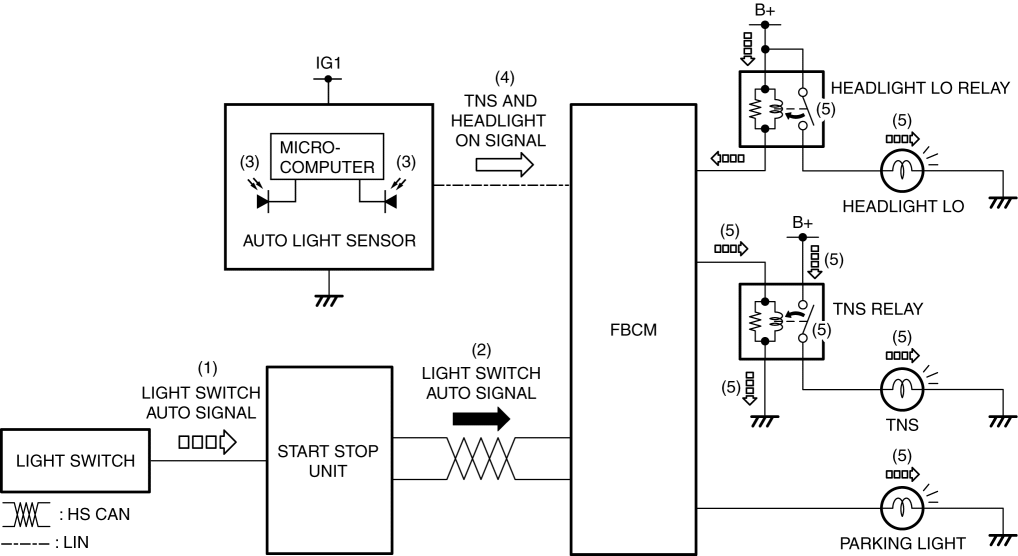 B+
IG1
(4)
TNS AND
HEADLIGHT
ON SIGNAL
HEADLIGHT LO RELAY
(5)
(5)
MICRO-
COMPUTER
(3)
(3)
AUTO LIGHT SENSOR
HEADLIGHT LO
B+
(5)
(5)
TNS RELAY
(5)
FBCM
(5)
(5)
TNS
(1)
LIGHT SWITCH
AUTO SIGNAL
(2)
LIGHT SWITCH
AUTO SIGNAL
LIGHT SWITCH
START STOP
UNIT
(5)
PARKING LIGHT
: HS CAN
: LIN